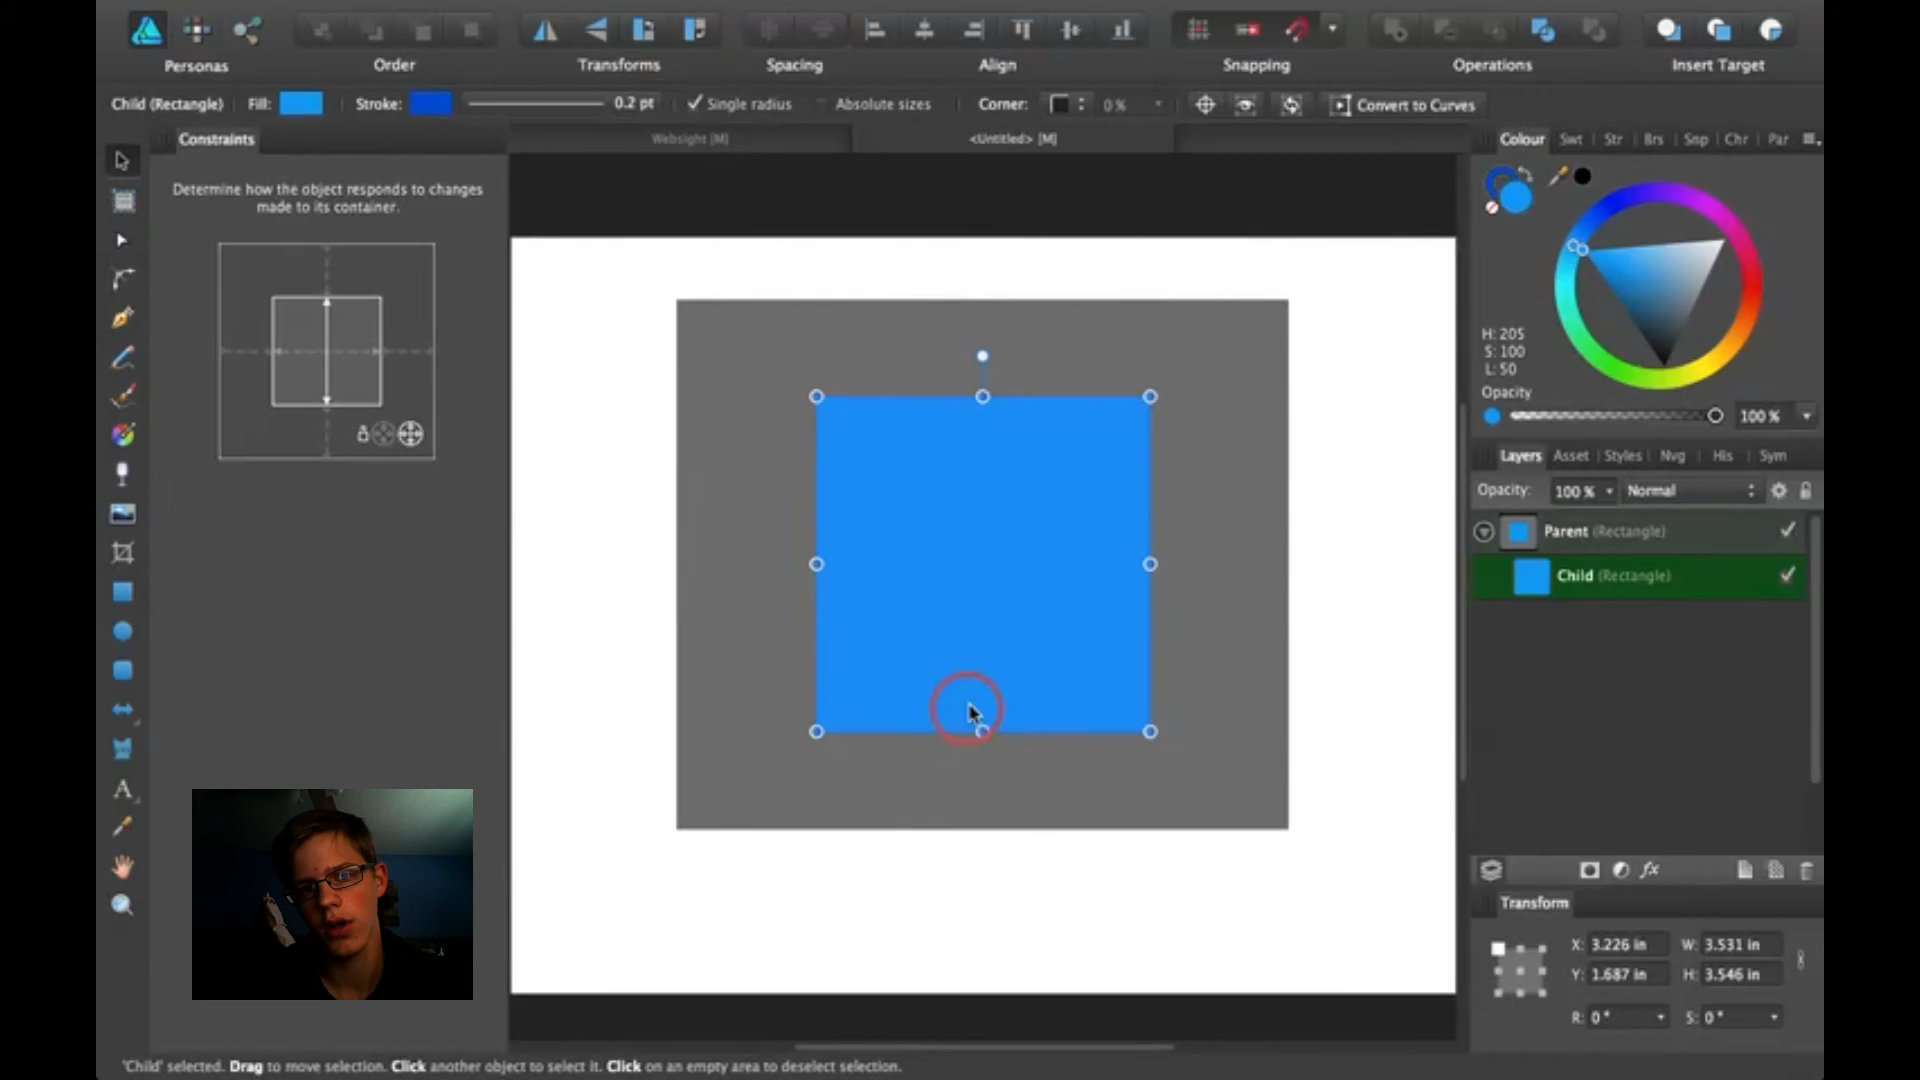 Personas Order Transforms Spacing Align Snapping Operations Insert Target
Child (Rectangle) Fill: Stroke: 0.2 pt Single radius Absolute sizes Corner: 0 % Convert to Curves
Constraints
Websight [M] <Untitled> [M]
Colour Swt Str Brs Snp Chr Par
Determine how the object responds to changes
made to its container.
H: 205
S: 100
L: 50
Opacity
100 %
Layers Asset Styles Nvg His Sym
Opacity: 100 % Normal
Parent (Rectangle)
Child (Rectangle)
A
fx
Transform
X: 3.226 in W: 3.531 in
Y: 1.687 in H: 3.546 in
R: 0 ° S: 0 °
'Child' selected. Drag to move selection. Click another object to select it. Click on an empty area to deselect selection.